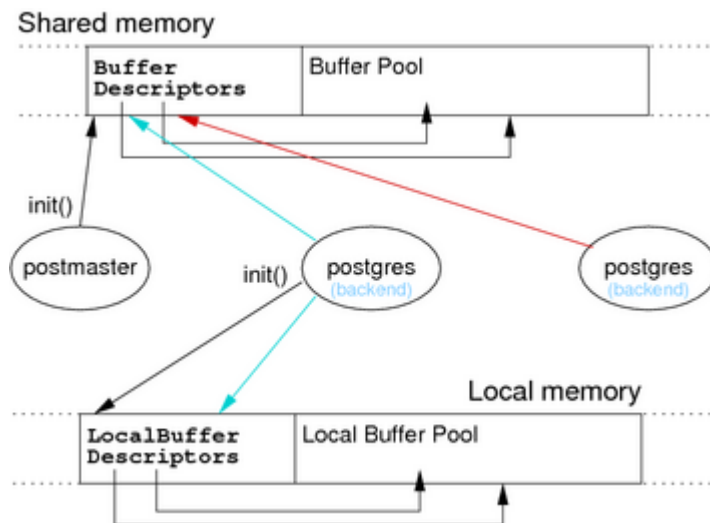 Shared memory
Buffer
Descriptors
Buffer Pool
init()
postmaster
init()
postgres
(backend)
postgres
(backend)
Local memory
LocalBuffer
Descriptors
Local Buffer Pool